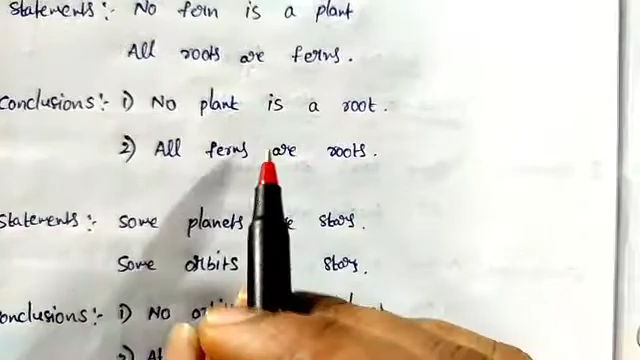 Statements:- No fern is a plant
All roots are ferns.
Conclusions:- 1) No plant is a root.
2) All ferns are roots.
Statements:- Some planets stars.
Some orbits stars.
Conclusions:- 1) No
2)